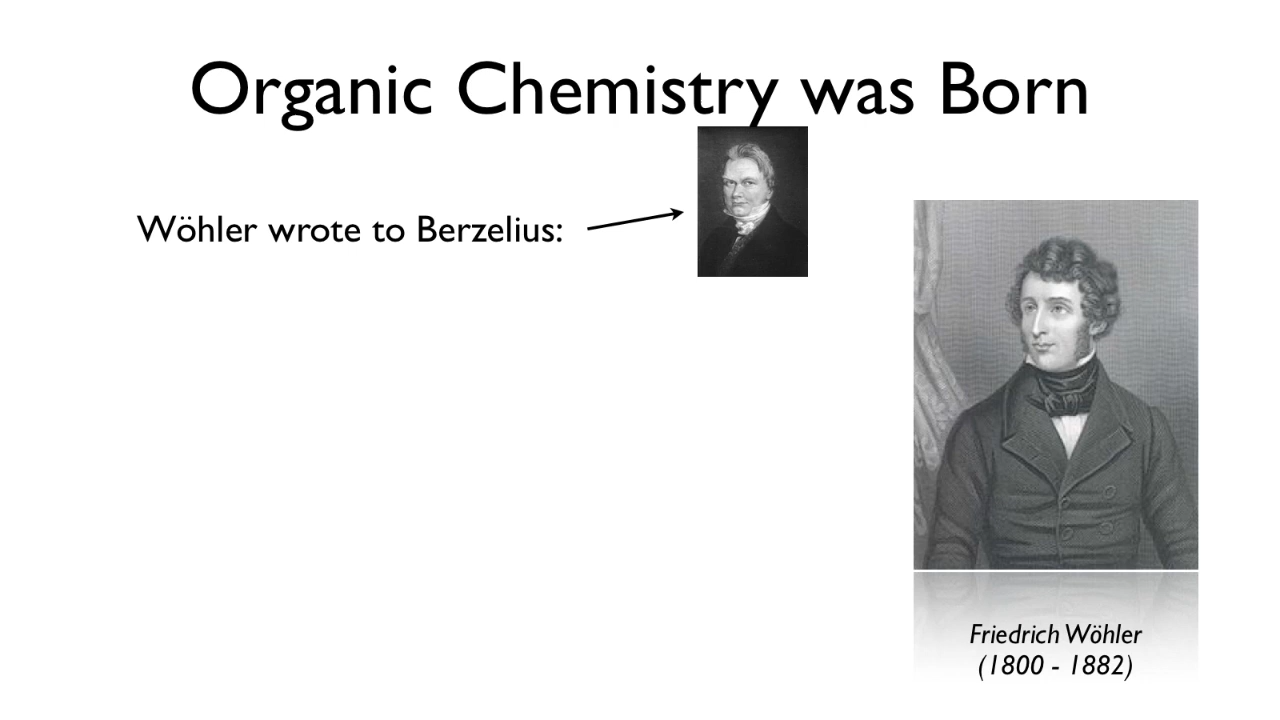 Organic Chemistry was Born
Wöhler wrote to Berzelius:
Friedrich Wöhler
(1800 - 1882)